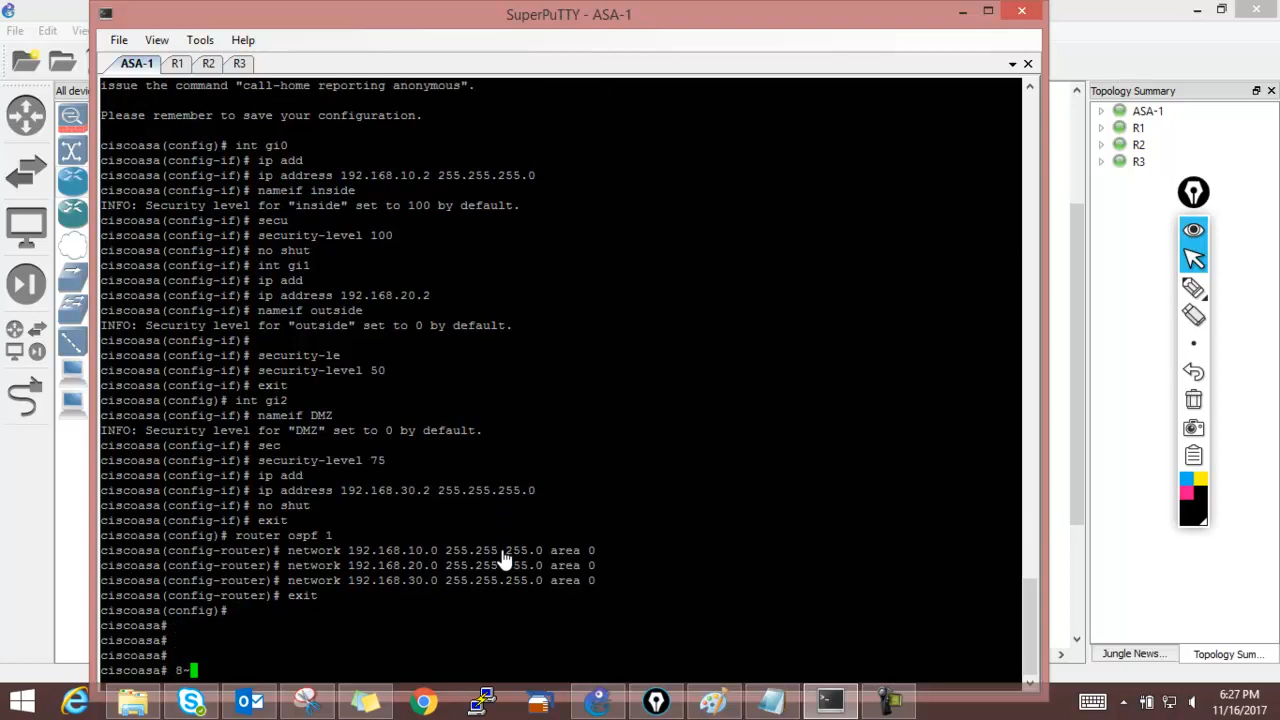 SuperPuTTY - ASA-1
File
Edit
File View Tools Help
ASA-1 R1 R2 R3
All
issue the command "call-home reporting anonymous".
Please remember to save your configuration.
ciscoasa(config)# int gi0
ciscoasa(config-if)# ip add
ciscoasa(config-if)# ip address 192.168.10.2 255.255.255.0
ciscoasa(config-if)# nameif inside
INFO: Security level for "inside" set to 100 by default.
ciscoasa(config-if)# secu
ciscoasa(config-if)# security-level 100
ciscoasa(config-if)# no shut
ciscoasa(config-if)# int gi1
ciscoasa(config-if)# ip add
ciscoasa(config-if)# ip address 192.168.20.2
ciscoasa(config-if)# nameif outside
INFO: Security level for "outside" set to 0 by default.
ciscoasa(config-if)#
ciscoasa(config-if)# security-le
ciscoasa(config-if)# security-level 50
ciscoasa(config-if)# exit
ciscoasa(config)# int gi2
ciscoasa(config-if)# nameif DMZ
INFO: Security level for "DMZ" set to 0 by default.
ciscoasa(config-if)# sec
ciscoasa(config-if)# security-level 75
ciscoasa(config-if)# ip add
ciscoasa(config-if)# ip address 192.168.30.2 255.255.255.0
ciscoasa(config-if)# no shut
ciscoasa(config-if)# exit
ciscoasa(config)# router ospf 1
ciscoasa(config-router)# network 192.168.10.0 255.255.255.0 area 0
ciscoasa(config-router)# network 192.168.20.0 255.255.255.0 area 0
ciscoasa(config-router)# network 192.168.30.0 255.255.255.0 area 0
ciscoasa(config-router)# exit
ciscoasa(config)#
ciscoasa#
ciscoasa#
ciscoasa#
ciscoasa# 8~
Topology Summary
ASA-1
R1
R2
R3
Jungle News... Topology Sum...
6:27 PM
11/16/2017